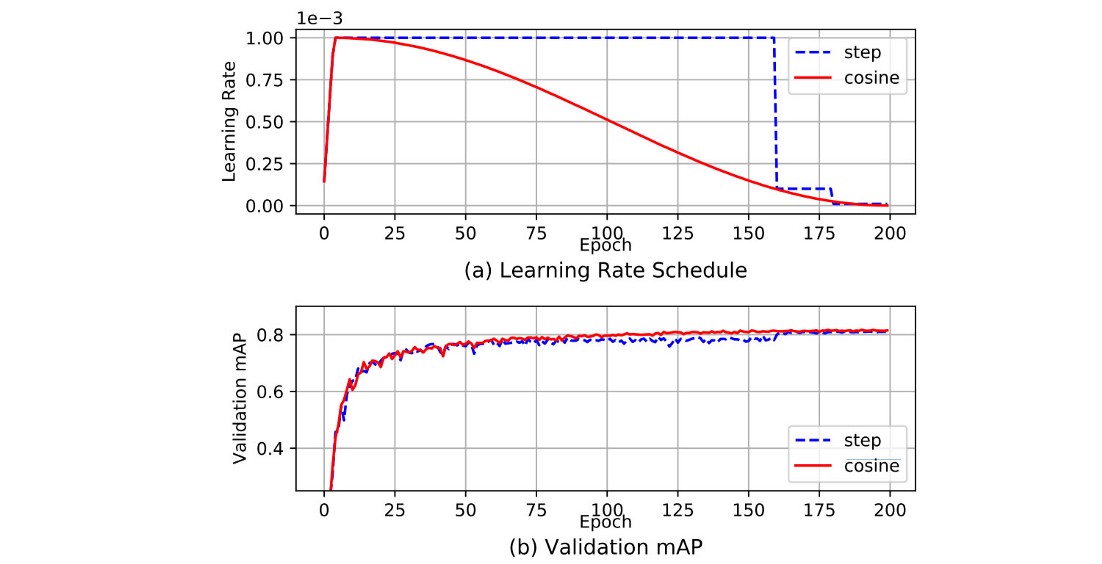 1e−3
1.00
0.75
0.50
0.25
0.00
Learning Rate
step
cosine
0 25 50 75 100 125 150 175 200
Epoch
(a) Learning Rate Schedule
0.8
0.6
0.4
Validation mAP
step
cosine
0 25 50 75 100 125 150 175 200
Epoch
(b) Validation mAP